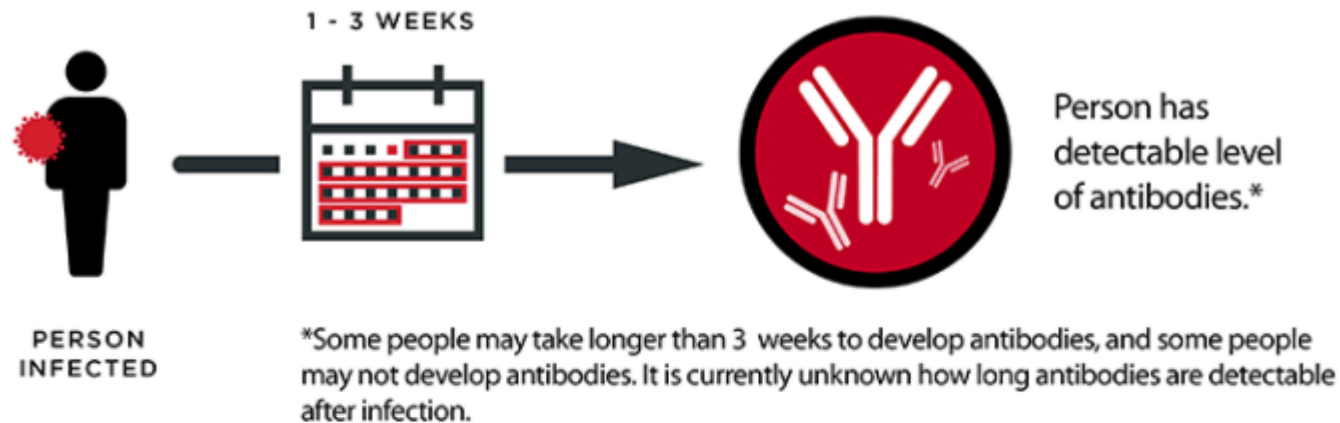 1 - 3 WEEKS
Person has
detectable level
of antibodies.*
PERSON
INFECTED
*Some people may take longer than 3 weeks to develop antibodies, and some people
may not develop antibodies. It is currently unknown how long antibodies are detectable
after infection.